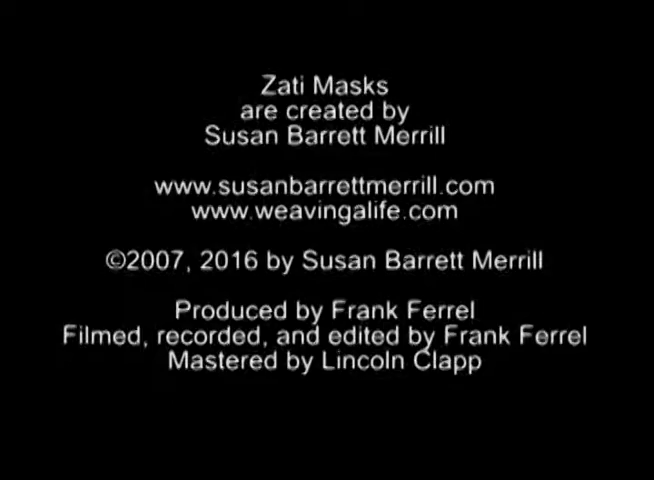 Zati Masks
are created by
Susan Barrett Merrill
www.susanbarrettmerrill.com
www.weavingalife.com
©2007, 2016 by Susan Barrett Merrill
Produced by Frank Ferrel
Filmed, recorded, and edited by Frank Ferrel
Mastered by Lincoln Clapp